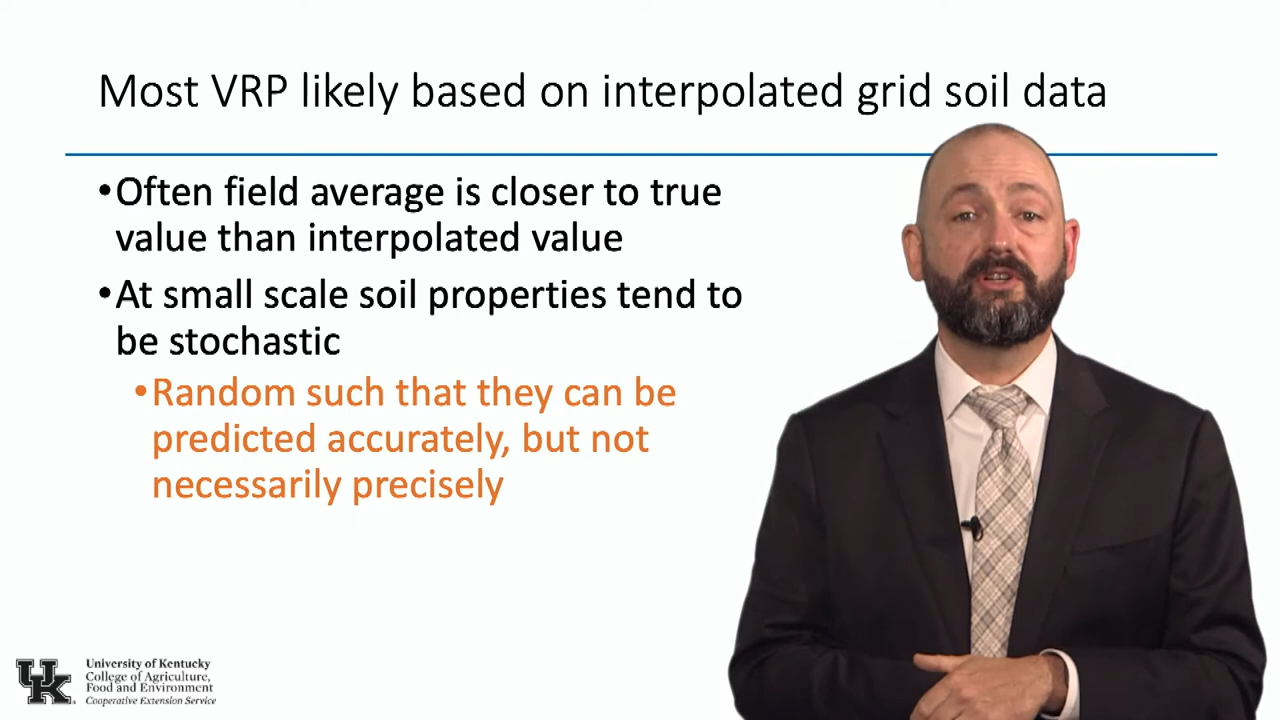 Most VRP likely based on interpolated grid soil data
•Often field average is closer to true
value than interpolated value
•At small scale soil properties tend to
be stochastic
•Random such that they can be
predicted accurately, but not
necessarily precisely
UK
University of Kentucky
College of Agriculture,
Food and Environment
Cooperative Extension Service